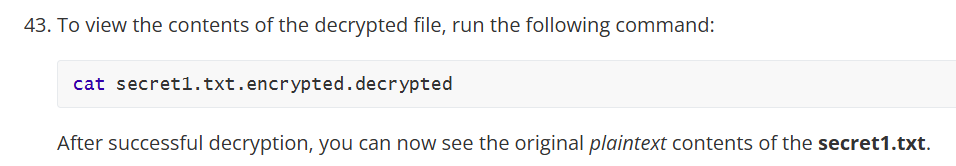 43. To view the contents of the decrypted file, run the following command:
cat secret1.txt.encrypted.decrypted
After successful decryption, you can now see the original plaintext contents of the secret1.txt.